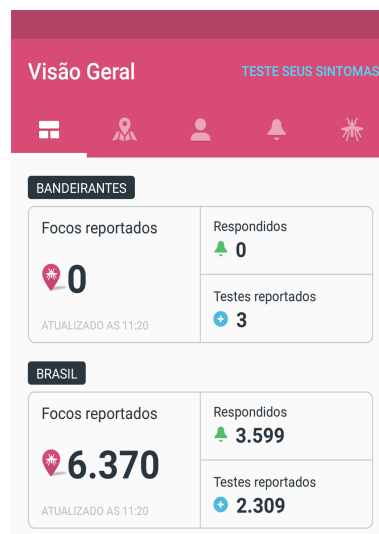 Visão Geral
TESTE SEUS SINTOMAS
BANDEIRANTES
Focos reportados
0
ATUALIZADO AS 11:20
Respondidos
0
Testes reportados
3
BRASIL
Focos reportados
6.370
ATUALIZADO AS 11:20
Respondidos
3.599
Testes reportados
2.309